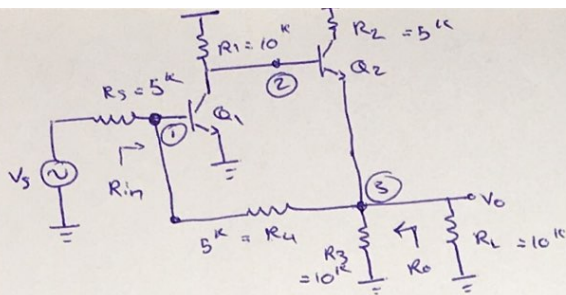 R1=10K
R2 =5K
Rs=5K
②
Q2
①
Q1
Vs
Rin
③
Vo
5K = R4
R3
=10K
Ro
RL =10K